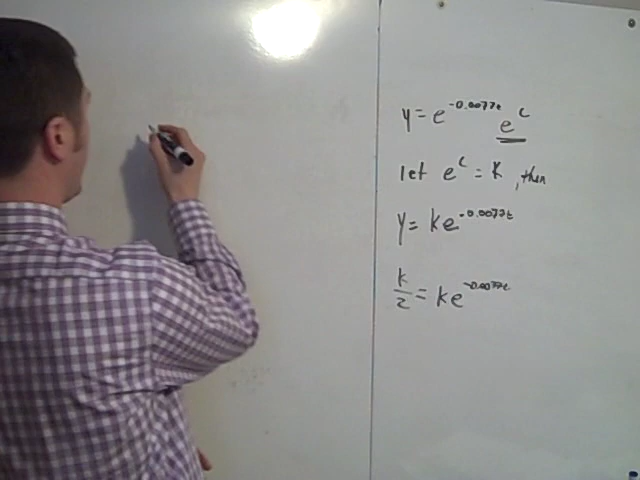 y = e^-0.0077t e^c
let e^c = K, then
y = ke^-0.0077t
k/2 = ke^-0.0077t